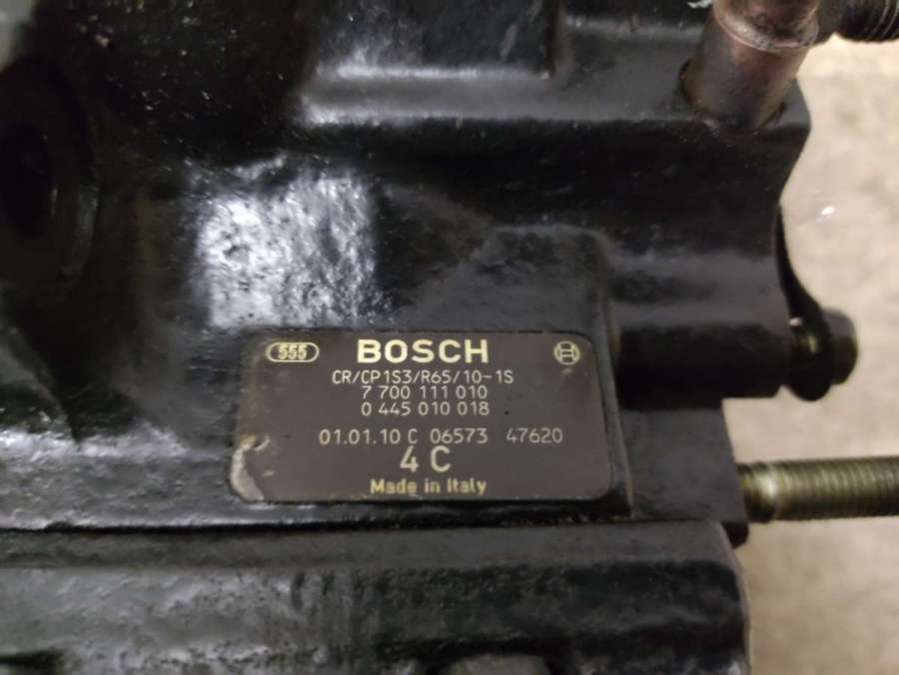 555 BOSCH
CR/CP1S3/R65/10-1S
7 700 111 010
0 445 010 018
01.01.10 C 06573 47620
4 C
Made in Italy